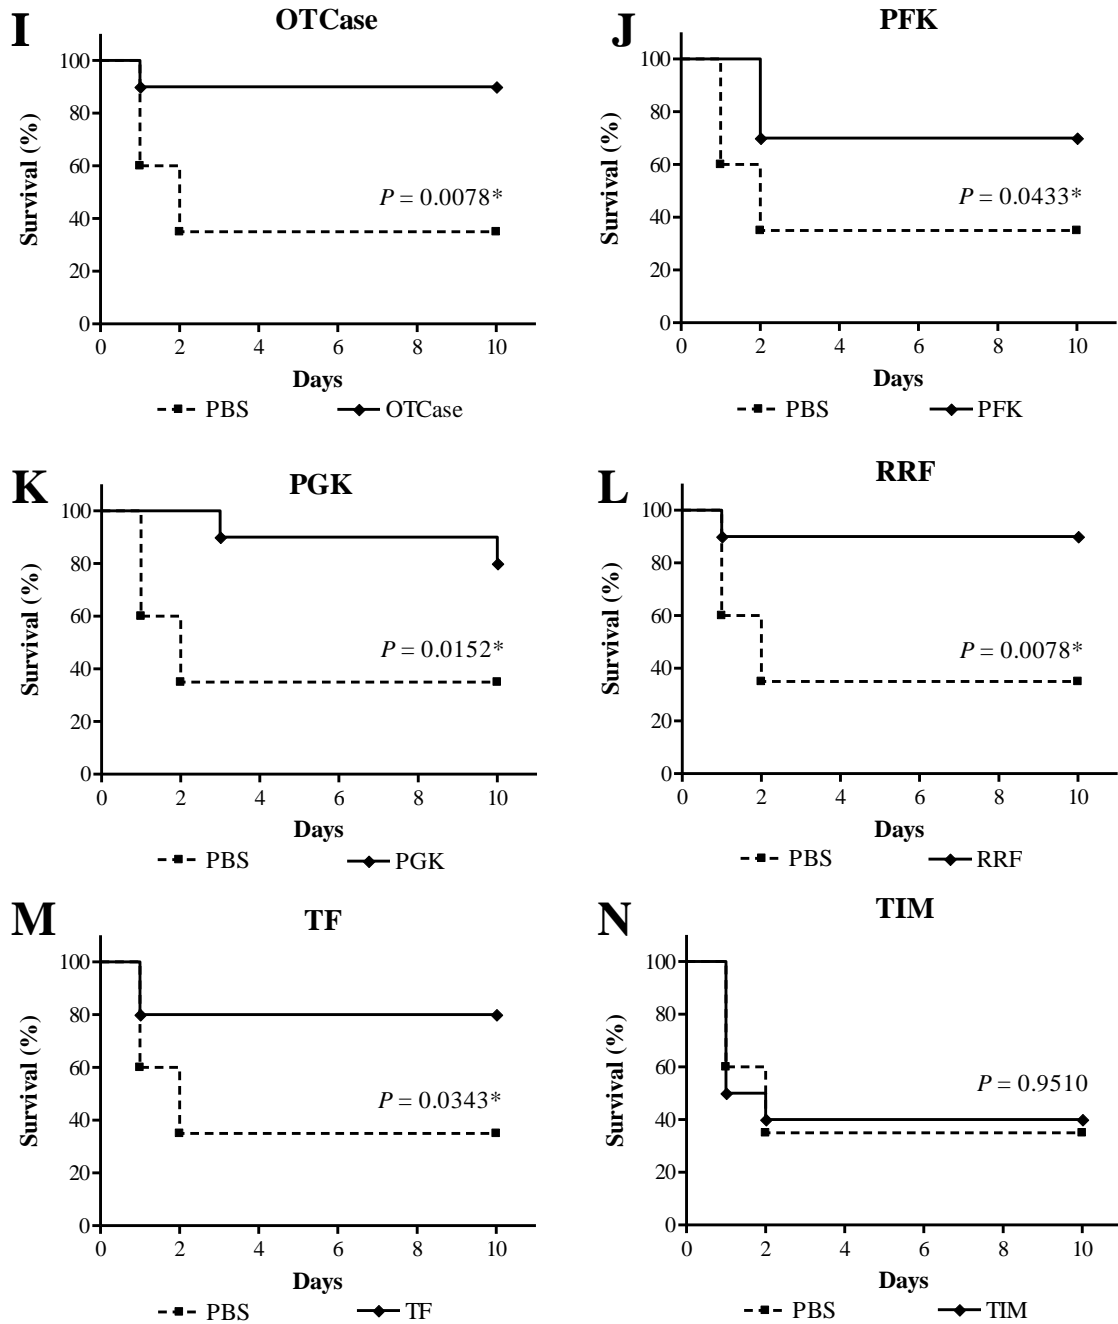 I
OTCase
100
80
60
40
20
0
Survival (%)
P = 0.0078*
0 2 4 6 8 10
Days
PBS OTCase
J
PFK
100
80
60
40
20
0
Survival (%)
P = 0.0433*
0 2 4 6 8 10
Days
PBS PFK
K
PGK
100
80
60
40
20
0
Survival (%)
P = 0.0152*
0 2 4 6 8 10
Days
PBS PGK
L
RRF
100
80
60
40
20
0
Survival (%)
P = 0.0078*
0 2 4 6 8 10
Days
PBS RRF
M
TF
100
80
60
40
20
0
Survival (%)
P = 0.0343*
0 2 4 6 8 10
Days
PBS TF
N
TIM
100
80
60
40
20
0
Survival (%)
P = 0.9510
0 2 4 6 8 10
Days
PBS TIM